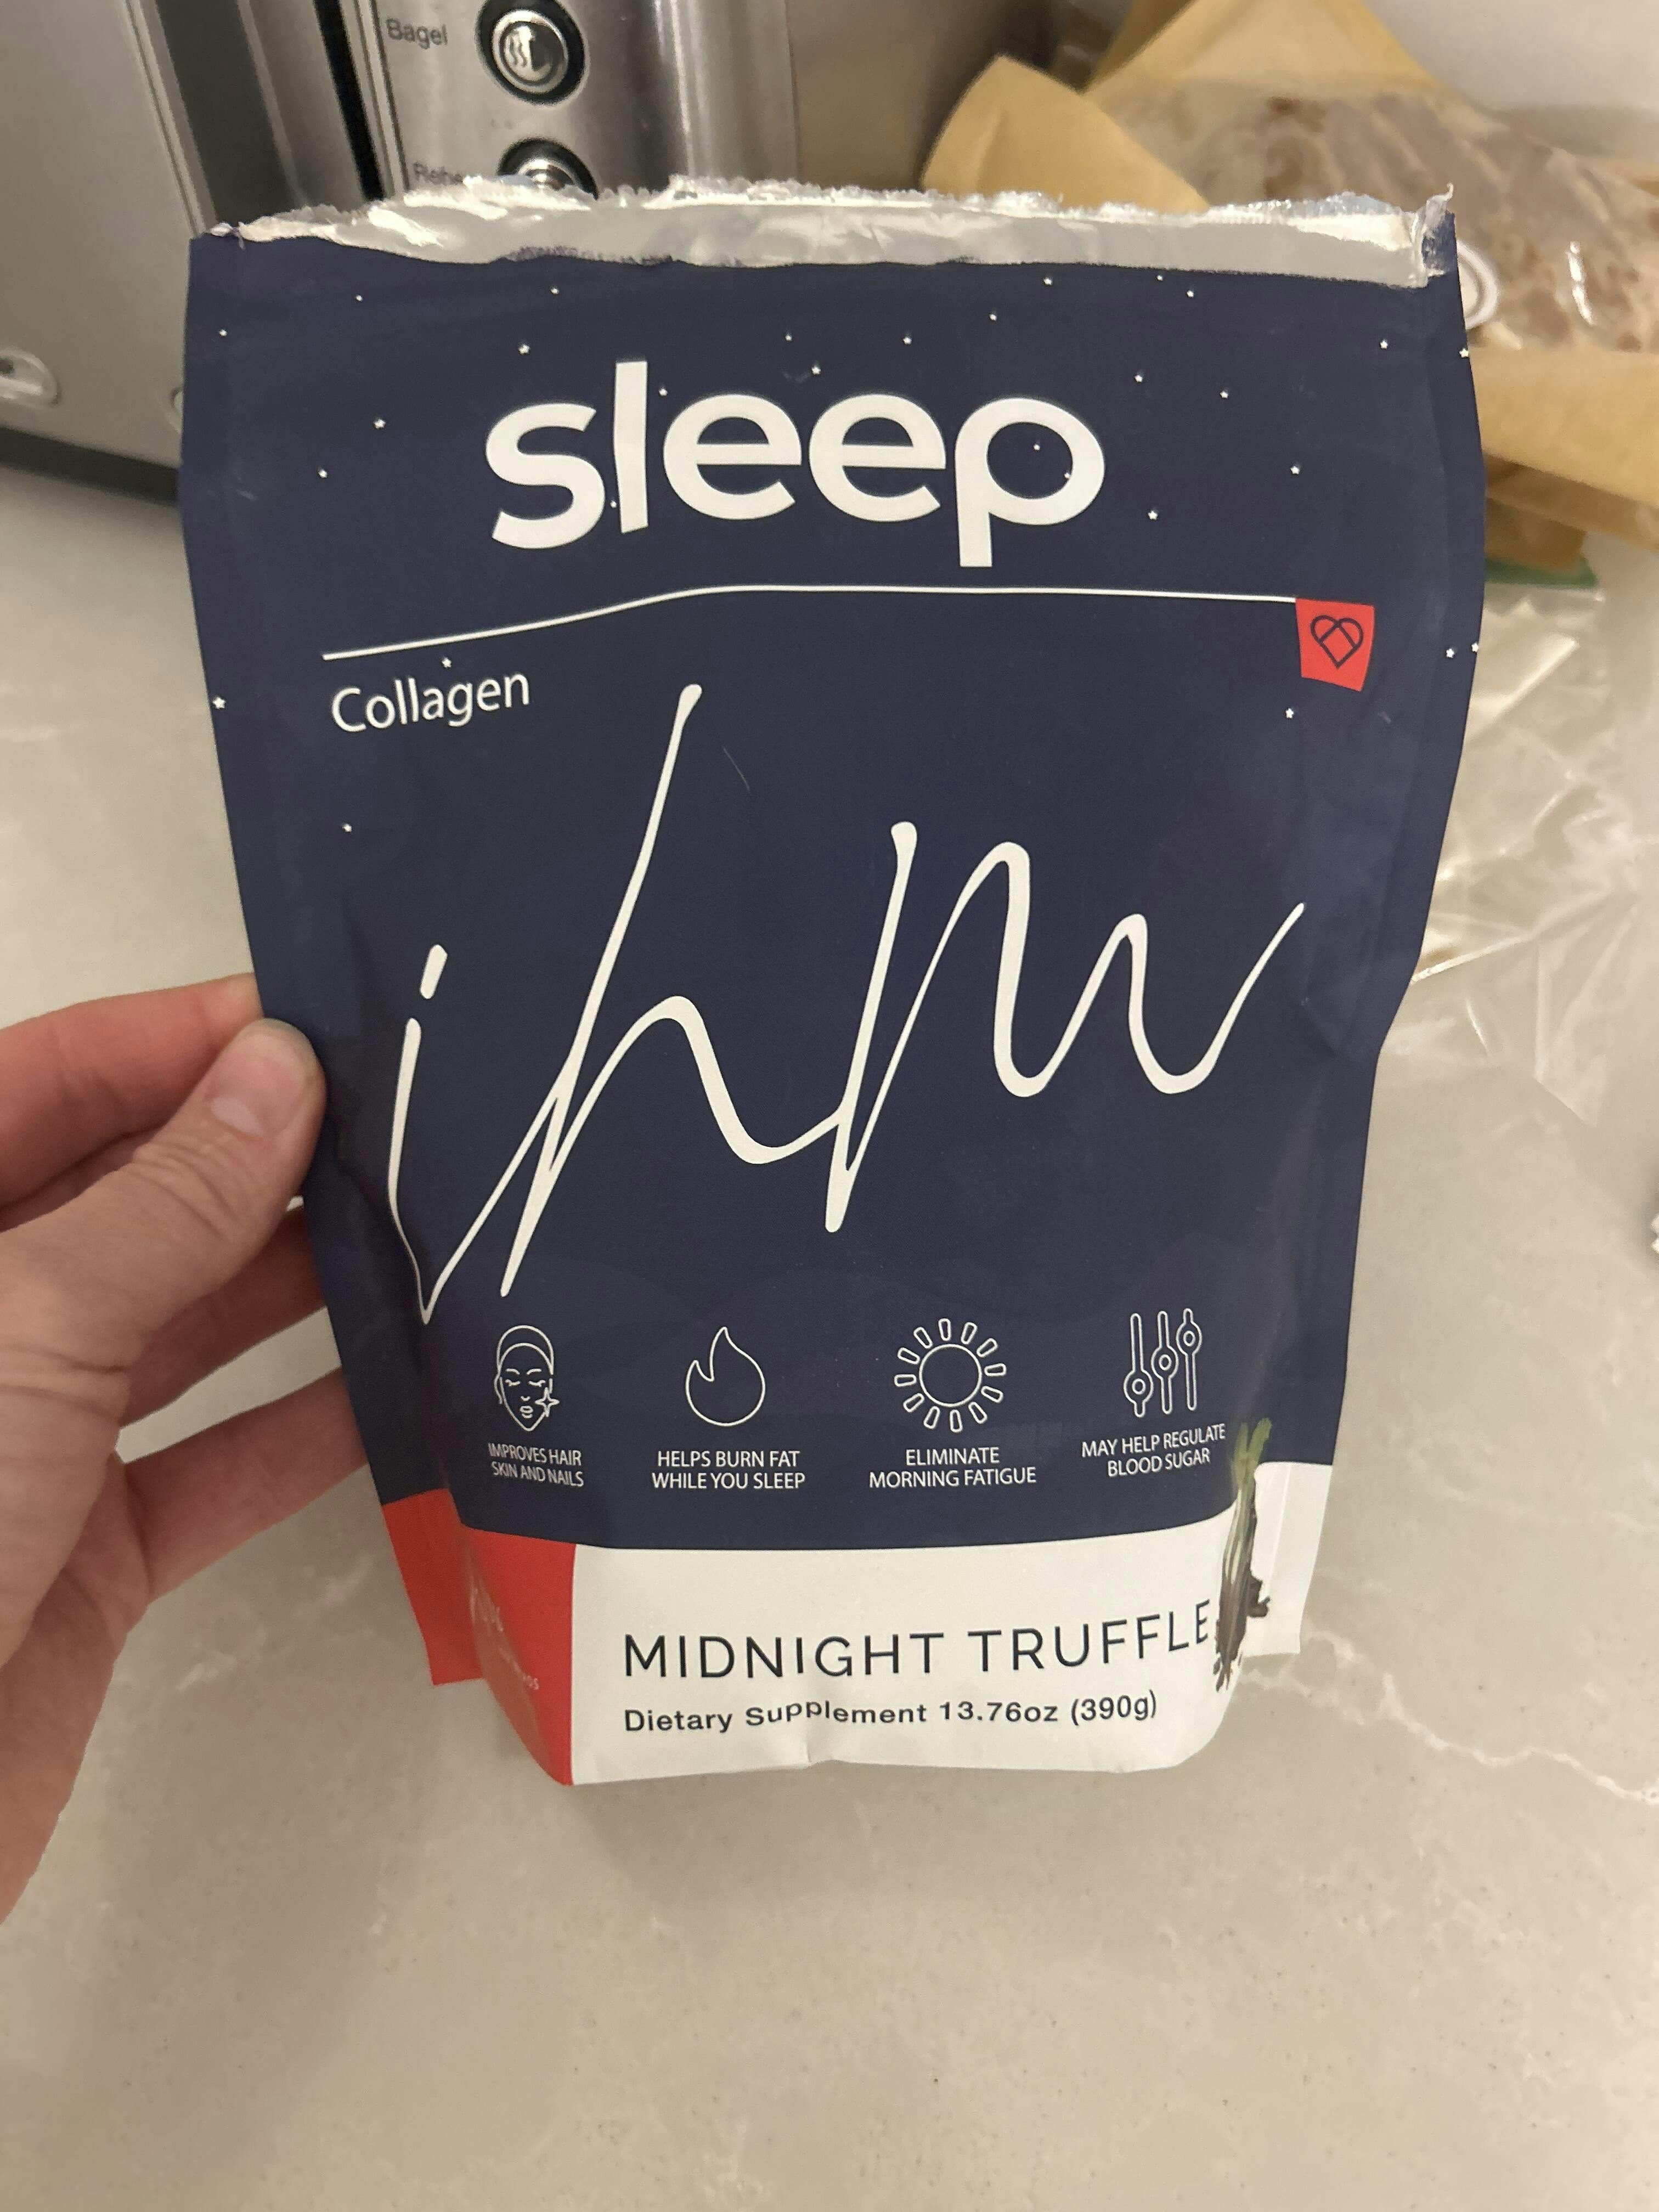 Bagel
sleep
Collagen
ihm
IMPROVES HAIR
SKIN AND NAILS
HELPS BURN FAT
WHILE YOU SLEEP
ELIMINATE
MORNING FATIGUE
MAY HELP REGULATE
BLOOD SUGAR
MIDNIGHT TRUFFLE
Dietary Supplement 13.76oz (390g)